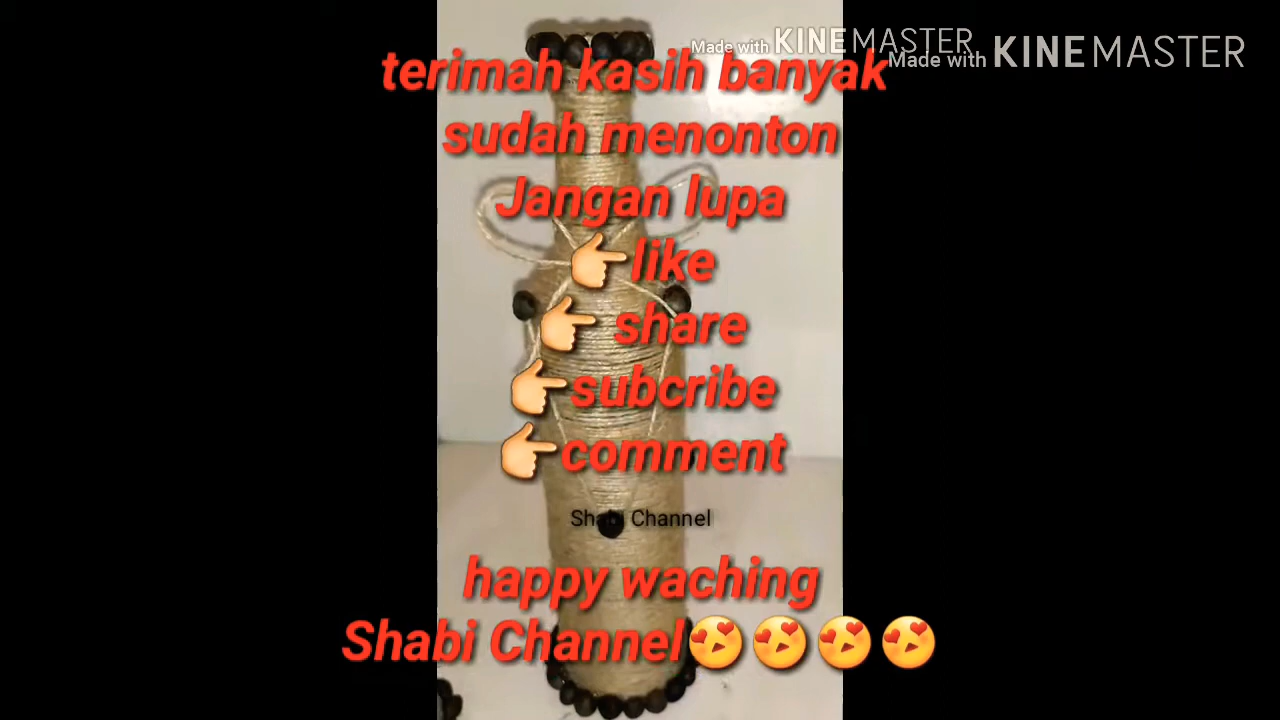 Made with KINEMASTER
Made with KINEMASTER
terimah kasih banyak
sudah menonton
Jangan lupa
👉like
👉 share
👉subcribe
👉comment
Shabi Channel
happy waching
Shabi Channel😍😍😍😍